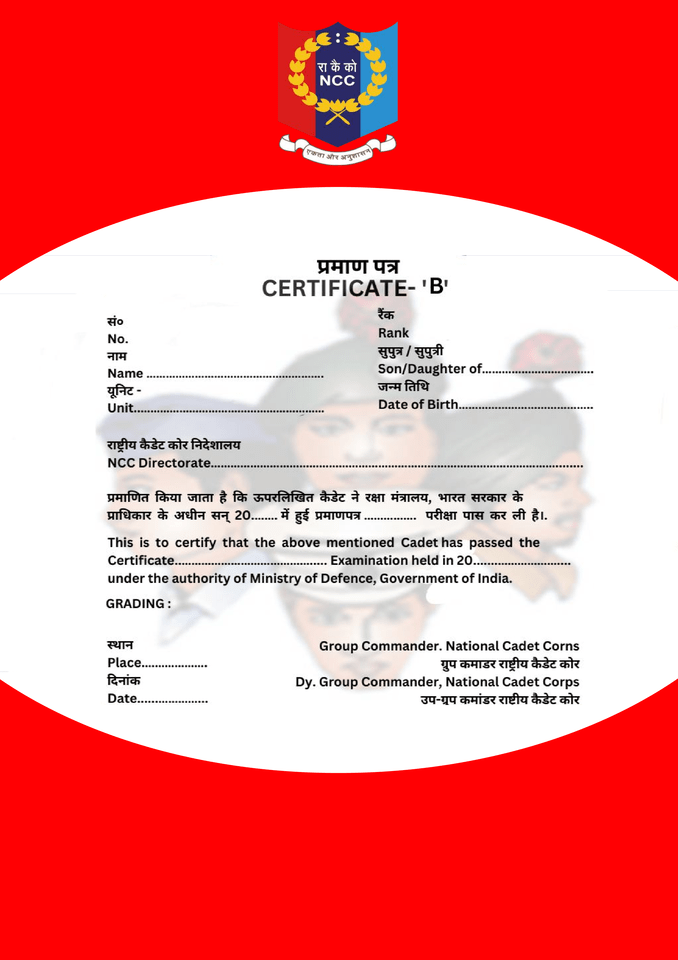 रा कै को
NCC
एकता और अनुशासन
प्रमाण पत्र
CERTIFICATE- 'B'
सं०
No.
नाम
Name ......................................................
यूनिट -
Unit...........................................................
रैंक
Rank
सुपुत्र / सुपुत्री
Son/Daughter of..................................
जन्म तिथि
Date of Birth.........................................
राष्ट्रीय कैडेट कोर निदेशालय
NCC Directorate....................................................................................................................
प्रमाणित किया जाता है कि ऊपरलिखित कैडेट ने रक्षा मंत्रालय, भारत सरकार के
प्राधिकार के अधीन सन् 20........ में हुई प्रमाणपत्र ................ परीक्षा पास कर ली है।.
This is to certify that the above mentioned Cadet has passed the
Certificate.............................................. Examination held in 20..............................
under the authority of Ministry of Defence, Government of India.
GRADING :
स्थान
Place....................
दिनांक
Date......................
Group Commander. National Cadet Corns
ग्रुप कमाडर राष्ट्रीय कैडेट कोर
Dy. Group Commander, National Cadet Corps
उप-ग्रुप कमांडर राष्टीय कैडेट कोर